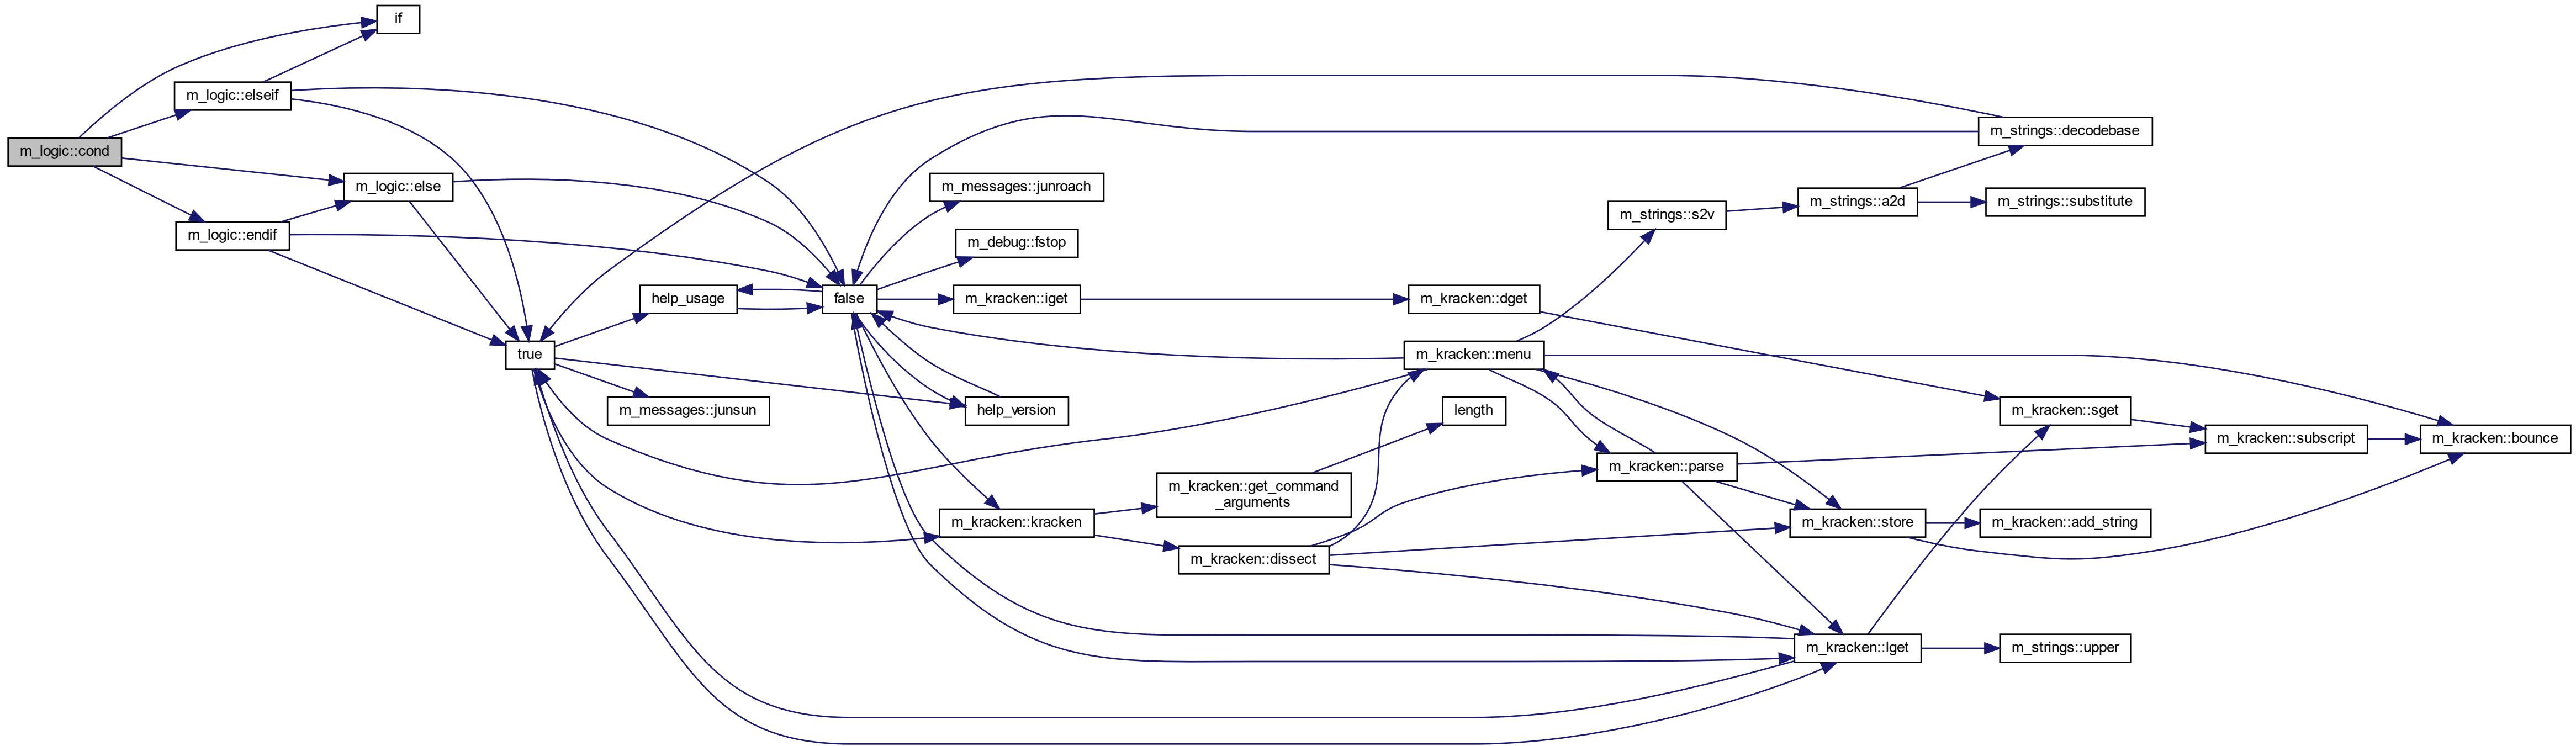 if
m_logic::elseif
m_logic::cond
m_logic::else
m_logic::endif
help_usage
true
m_messages::junsun
false
m_messages::junroach
m_debug::fstop
m_kracken::iget
help_version
m_kracken::kracken
m_kracken::get_command
_arguments
m_kracken::dissect
m_kracken::dget
m_kracken::menu
length
m_strings::s2v
m_kracken::parse
m_strings::a2d
m_kracken::store
m_kracken::lget
m_strings::decodebase
m_strings::substitute
m_kracken::sget
m_kracken::add_string
m_strings::upper
m_kracken::subscript
m_kracken::bounce